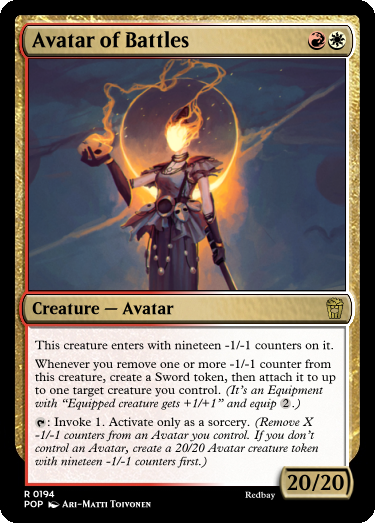 Avatar of Battles
Creature — Avatar
This creature enters with nineteen -1/-1 counters on it.
Whenever you remove one or more -1/-1 counter from
this creature, create a Sword token, then attach it to up
to one target creature you control. (It's an Equipment
with "Equipped creature gets +1/+1" and equip 2.)
: Invoke 1. Activate only as a sorcery. (Remove X
-1/-1 counters from an Avatar you control. If you don't
control an Avatar, create a 20/20 Avatar creature token
with nineteen -1/-1 counters first.)
20/20
R 0194
Redbay
POP Ari-Matti Toivonen